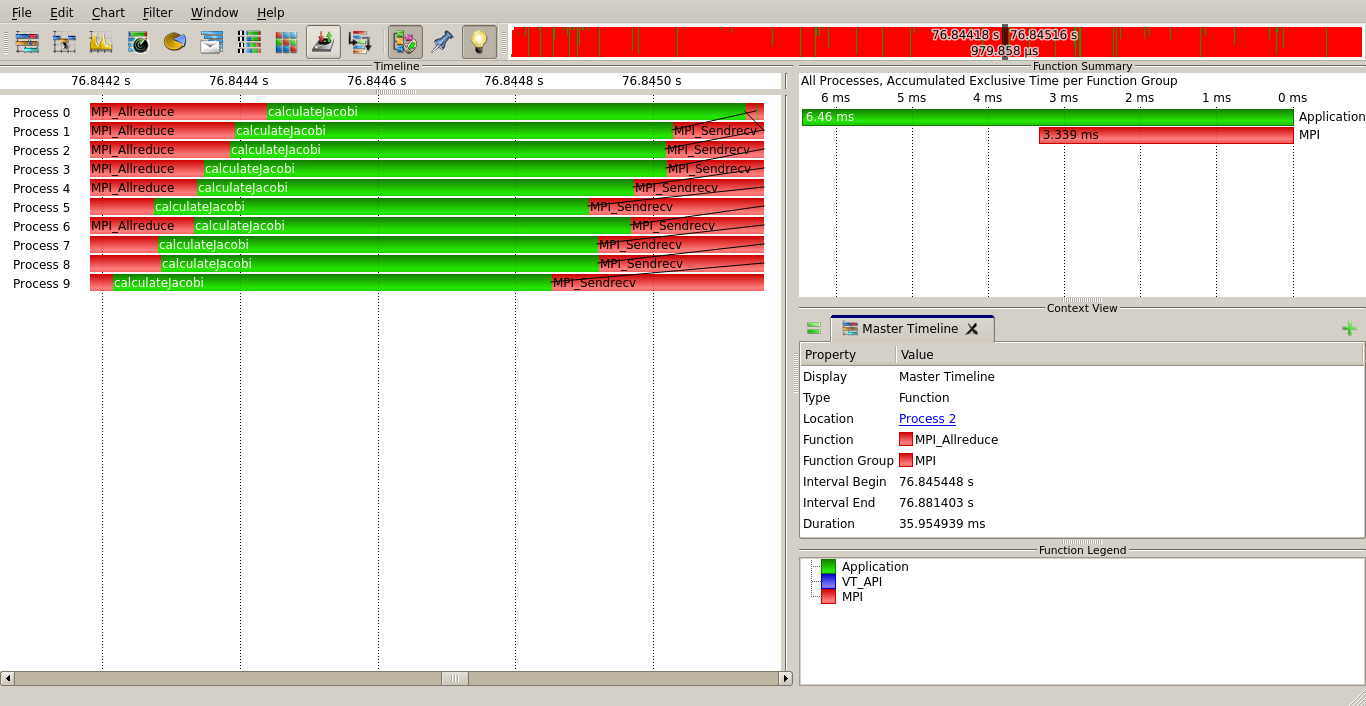 File Edit Chart Filter Window Help
76.84418 s 76.84516 s
979.858 µs
Timeline
76.8442 s 76.8444 s 76.8446 s 76.8448 s 76.8450 s
Process 0 MPI_Allreduce calculateJacobi
Process 1 MPI_Allreduce calculateJacobi MPI_Sendrecv
Process 2 MPI_Allreduce calculateJacobi MPI_Sendrecv
Process 3 MPI_Allreduce calculateJacobi MPI_Sendrecv
Process 4 MPI_Allreduce calculateJacobi MPI_Sendrecv
Process 5 calculateJacobi MPI_Sendrecv
Process 6 MPI_Allreduce calculateJacobi MPI_Sendrecv
Process 7 calculateJacobi MPI_Sendrecv
Process 8 calculateJacobi MPI_Sendrecv
Process 9 calculateJacobi MPI_Sendrecv
Function Summary
All Processes, Accumulated Exclusive Time per Function Group
6 ms 5 ms 4 ms 3 ms 2 ms 1 ms 0 ms
6.46 ms Application
3.339 ms MPI
Context View
Master Timeline
Property Value
Display Master Timeline
Type Function
Location Process 2
Function MPI_Allreduce
Function Group MPI
Interval Begin 76.845448 s
Interval End 76.881403 s
Duration 35.954939 ms
Function Legend
Application
VT_API
MPI